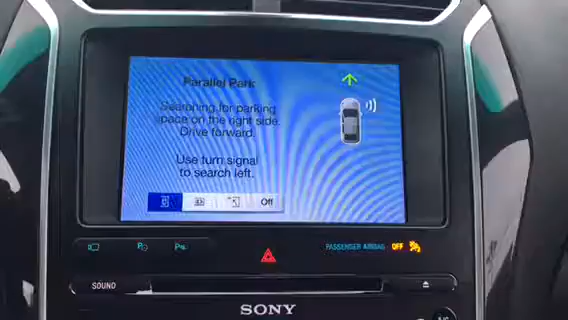 Parallel Park
Searching for parking
space on the right side.
Drive forward.
Use turn signal
to search left.
Off
PASSENGER AIRBAG OFF
SOUND
SONY
A/C